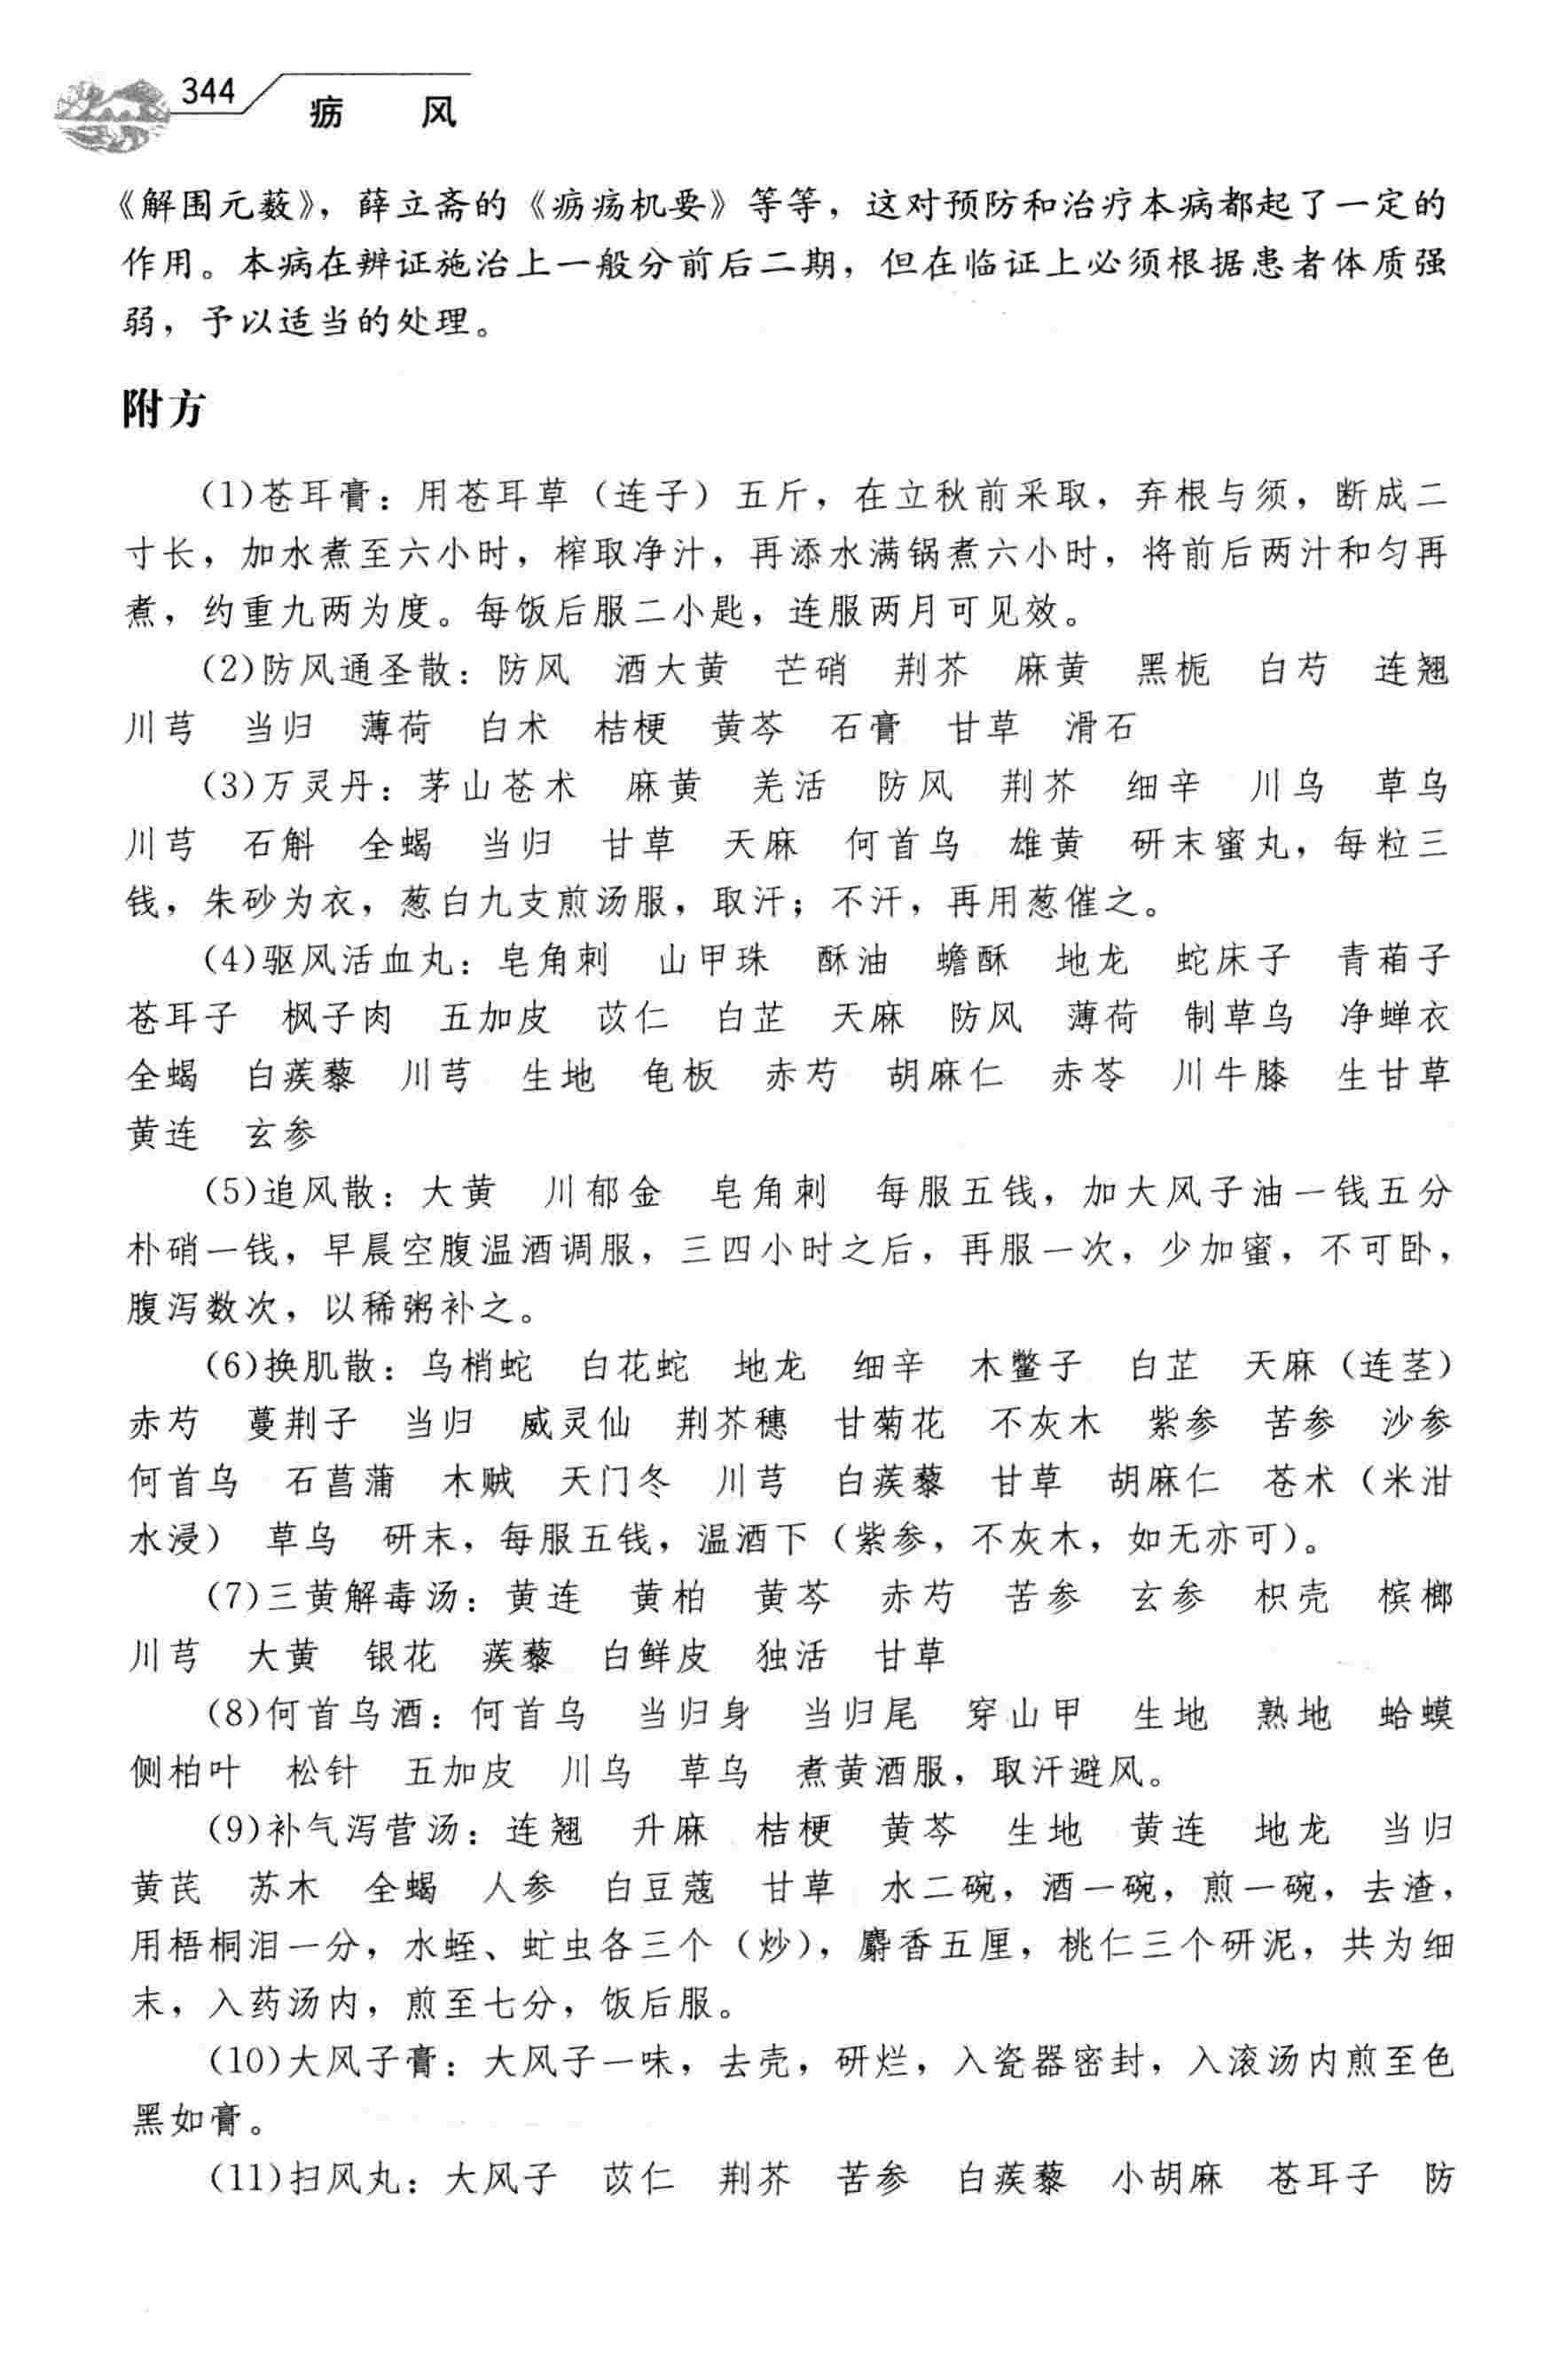 344
疬　风
《解围元薮》，薛立斋的《疬疡机要》等等，这对预防和治疗本病都起了一定的
作用。本病在辨证施治上一般分前后二期，但在临证上必须根据患者体质强
弱，予以适当的处理。
附方
(1)苍耳膏：用苍耳草（连子）五斤，在立秋前采取，弃根与须，断成二
寸长，加水煮至六小时，榨取净汁，再添水满锅煮六小时，将前后两汁和匀再
煮，约重九两为度。每饭后服二小匙，连服两月可见效。
(2)防风通圣散：防风　酒大黄　芒硝　荆芥　麻黄　黑栀　白芍　连翘
川芎　当归　薄荷　白术　桔梗　黄芩　石膏　甘草　滑石
(3)万灵丹：茅山苍术　麻黄　羌活　防风　荆芥　细辛　川乌　草乌
川芎　石斛　全蝎　当归　甘草　天麻　何首乌　雄黄　研末蜜丸，每粒三
钱，朱砂为衣，葱白九支煎汤服，取汗；不汗，再用葱催之。
(4)驱风活血丸：皂角刺　山甲珠　酥油　蟾酥　地龙　蛇床子　青葙子
苍耳子　枫子肉　五加皮　苡仁　白芷　天麻　防风　薄荷　制草乌　净蝉衣
全蝎　白蒺藜　川芎　生地　龟板　赤芍　胡麻仁　赤苓　川牛膝　生甘草
黄连　玄参
(5)追风散：大黄　川郁金　皂角刺　每服五钱，加大风子油一钱五分
朴硝一钱，早晨空腹温酒调服，三四小时之后，再服一次，少加蜜，不可卧，
腹泻数次，以稀粥补之。
(6)换肌散：乌梢蛇　白花蛇　地龙　细辛　木鳖子　白芷　天麻（连茎）
赤芍　蔓荆子　当归　威灵仙　荆芥穗　甘菊花　不灰木　紫参　苦参　沙参
何首乌　石菖蒲　木贼　天门冬　川芎　白蒺藜　甘草　胡麻仁　苍术（米泔
水浸）　草乌　研末，每服五钱，温酒下（紫参，不灰木，如无亦可）。
(7)三黄解毒汤：黄连　黄柏　黄芩　赤芍　苦参　玄参　枳壳　槟榔
川芎　大黄　银花　蒺藜　白鲜皮　独活　甘草
(8)何首乌酒：何首乌　当归身　当归尾　穿山甲　生地　熟地　蛤蟆
侧柏叶　松针　五加皮　川乌　草乌　煮黄酒服，取汗避风。
(9)补气泻营汤：连翘　升麻　桔梗　黄芩　生地　黄连　地龙　当归
黄芪　苏木　全蝎　人参　白豆蔻　甘草　水二碗，酒一碗，煎一碗，去渣，
用梧桐泪一分，水蛭、虻虫各三个（炒），麝香五厘，桃仁三个研泥，共为细
末，入药汤内，煎至七分，饭后服。
(10)大风子膏：大风子一味，去壳，研烂，入瓷器密封，入滚汤内煎至色
黑如膏。
(11)扫风丸：大风子　苡仁　荆芥　苦参　白蒺藜　小胡麻　苍耳子　防